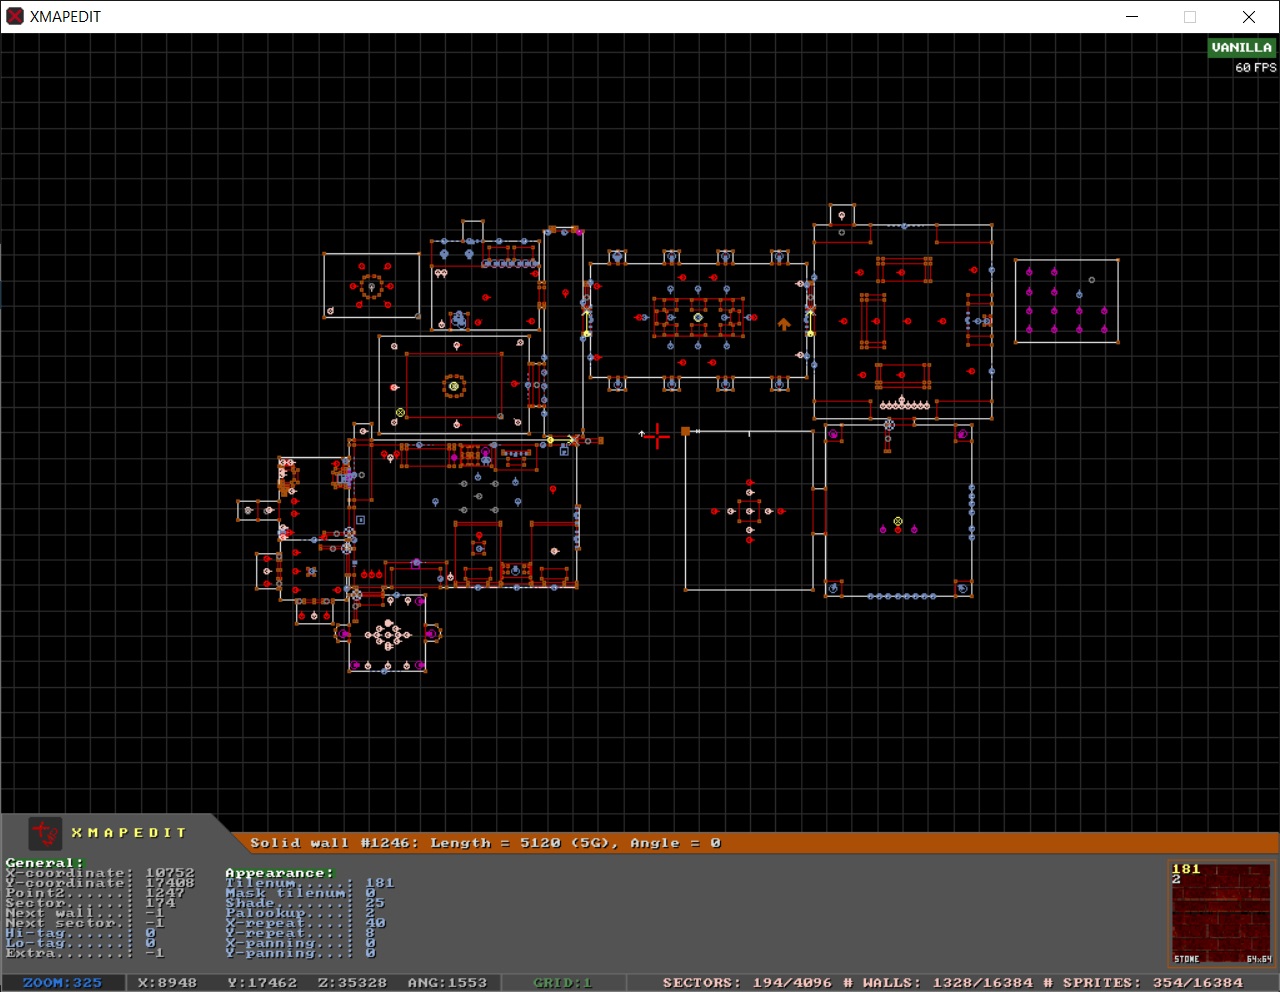 XMAPEDIT
VANILLA
60 FPS
XMAPEDIT
Solid wall #1246: Length = 5120 (5G), Angle = 0
General:
X-coordinate: 10752
Y-coordinate: 17408
Point2......: 1247
Sector......: 174
Next wall...: -1
Next sector.: -1
Hi-tag......: 0
Lo-tag......: 0
Extra.......: -1
Appearance:
Tilenum.....: 181
Mask tilenum: 0
Shade.......: 25
Palookup....: 2
X-repeat....: 40
Y-repeat....: 8
X-panning...: 0
Y-panning...: 0
181
2
STONE 64x64
ZOOM:325 X:8948 Y:17462 Z:35328 ANG:1553 GRID:1 SECTORS: 194/4096 # WALLS: 1328/16384 # SPRITES: 354/16384